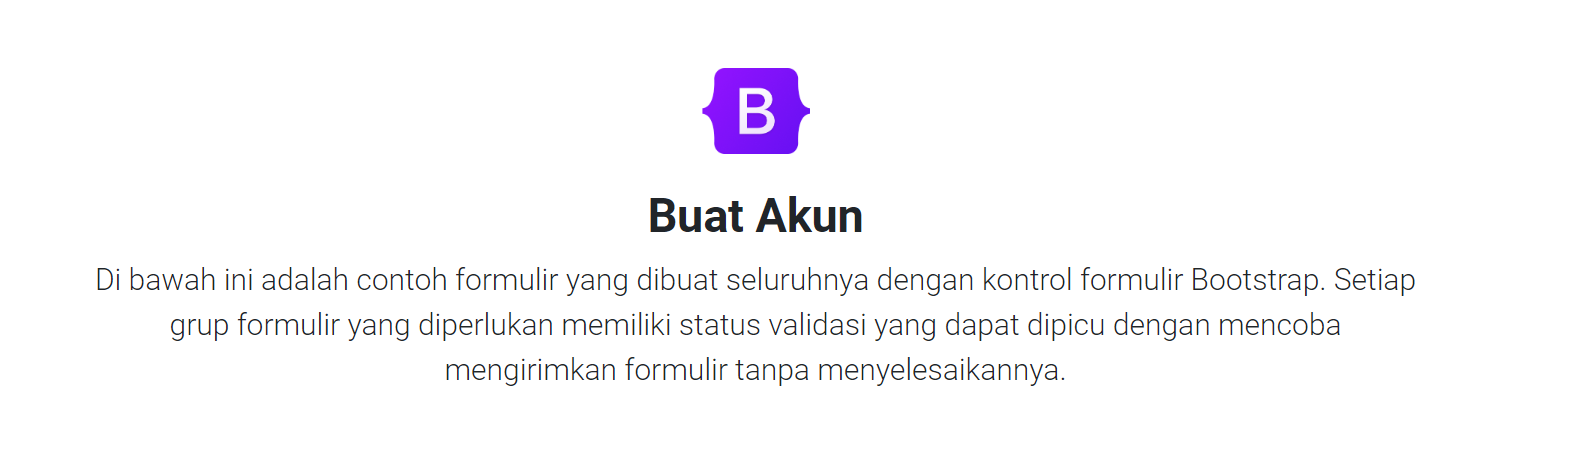 B
Buat Akun
Di bawah ini adalah contoh formulir yang dibuat seluruhnya dengan kontrol formulir Bootstrap. Setiap
grup formulir yang diperlukan memiliki status validasi yang dapat dipicu dengan mencoba
mengirimkan formulir tanpa menyelesaikannya.